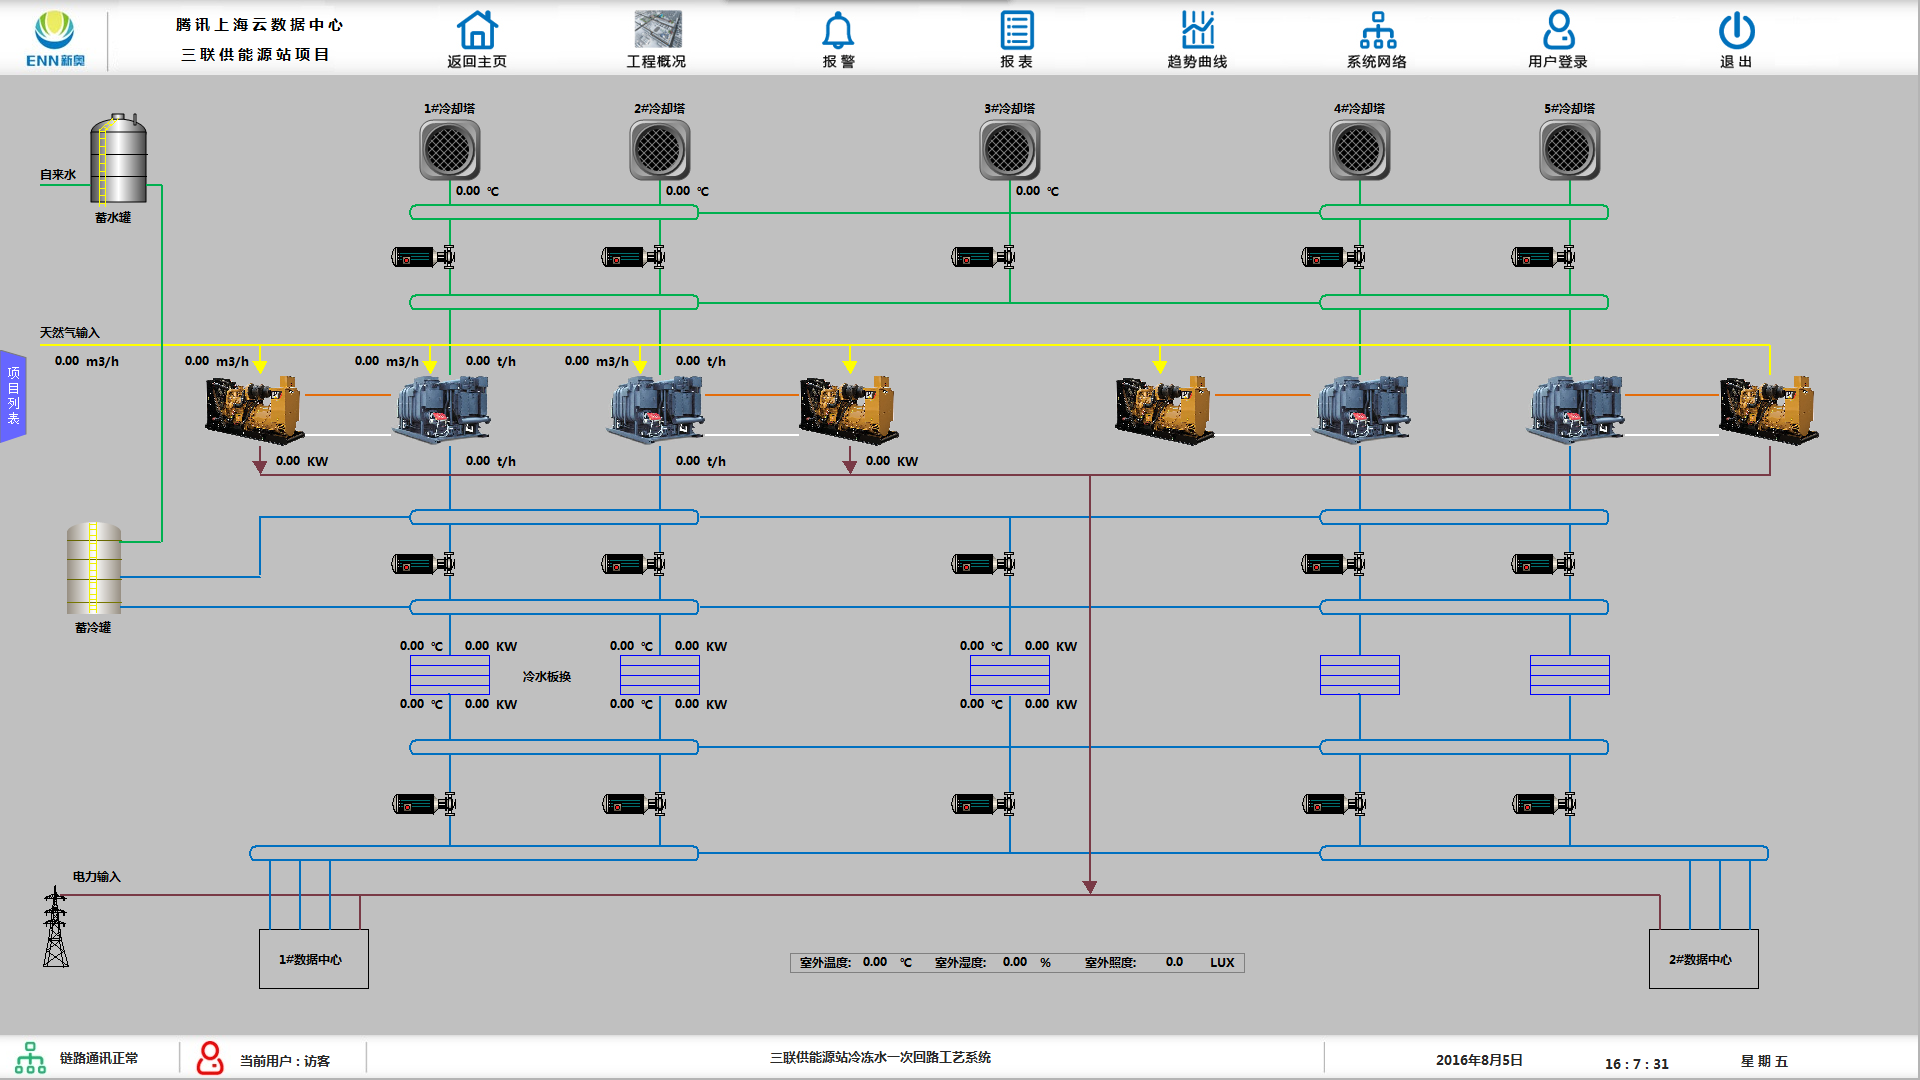 ENN新奥
腾讯上海云数据中心
三联供能源站项目
返回主页
工程概况
报警
报表
趋势曲线
系统网络
用户登录
退出
1#冷却塔
2#冷却塔
3#冷却塔
4#冷却塔
5#冷却塔
自来水
蓄水罐
0.00 ℃
0.00 ℃
0.00 ℃
天然气输入
0.00 m3/h
0.00 m3/h
0.00 m3/h
0.00 t/h
0.00 m3/h
0.00 t/h
项目列表
0.00 KW
0.00 t/h
0.00 t/h
0.00 KW
蓄冷罐
0.00 ℃ 0.00 KW
0.00 ℃ 0.00 KW
0.00 ℃ 0.00 KW
冷水板换
0.00 ℃ 0.00 KW
0.00 ℃ 0.00 KW
0.00 ℃ 0.00 KW
电力输入
1#数据中心
室外温度: 0.00 ℃ 室外湿度: 0.00 % 室外照度: 0.0 LUX
2#数据中心
链路通讯正常
当前用户：访客
三联供能源站冷冻水一次回路工艺系统
2016年8月5日
16 : 7 : 31
星期五